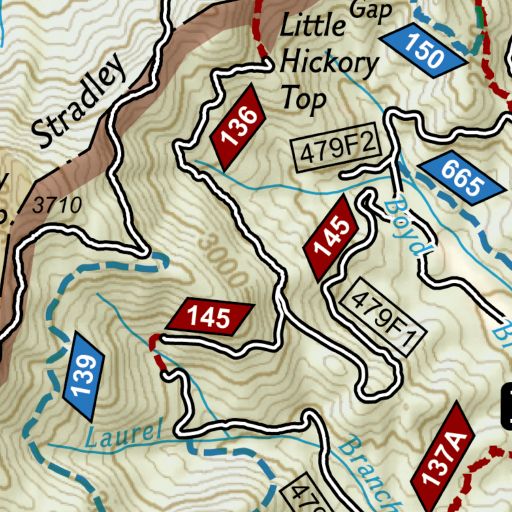 Gap
Little
Hickory
Top
150
Stradley
136
479F2
665
3710
Boyd
145
3000
479F1
145
139
Laurel
Branch
137A